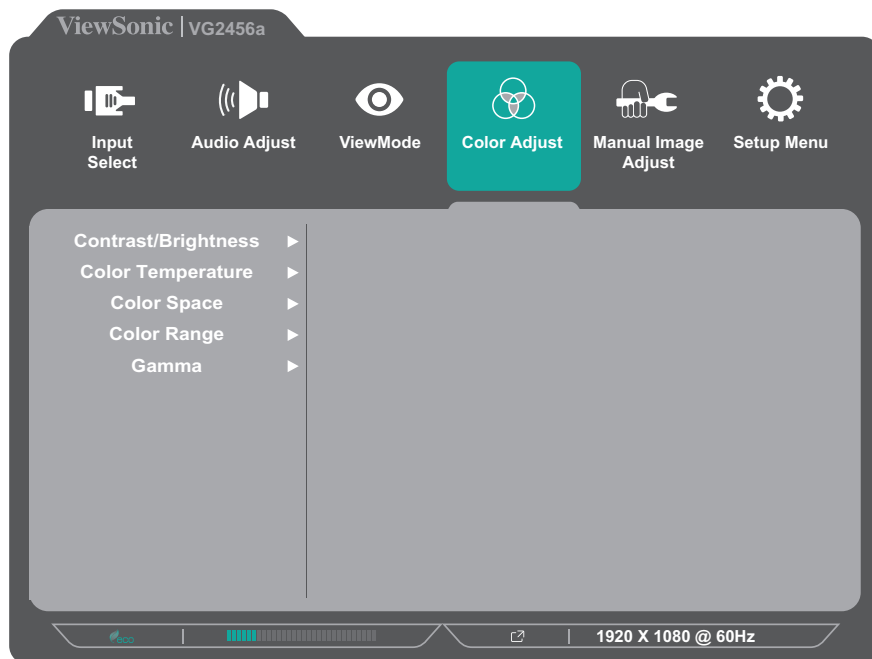 ViewSonic | VG2456a
Input Select
Audio Adjust
ViewMode
Color Adjust
Manual Image Adjust
Setup Menu
Contrast/Brightness
Color Temperature
Color Space
Color Range
Gamma
eco
1920 X 1080 @ 60Hz